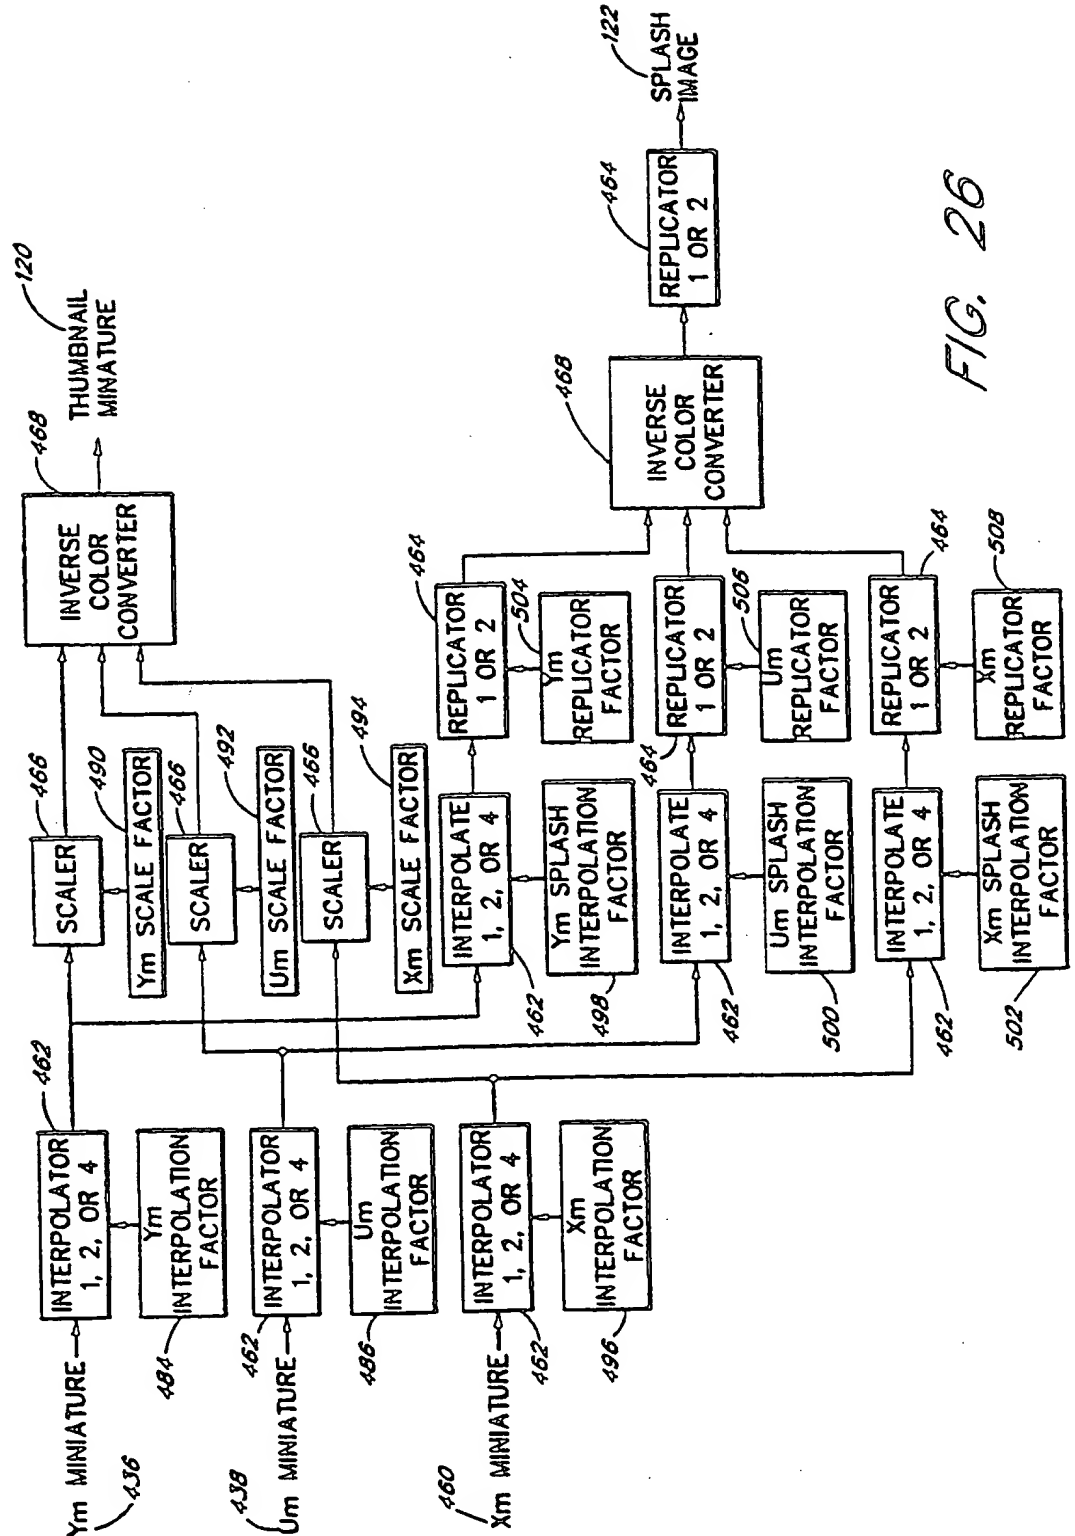 Ym MINIATURE
436
INTERPOLATOR
1, 2, OR 4
462
Ym
INTERPOLATION
FACTOR
484
SCALER
466
Ym SCALE FACTOR
490
INVERSE
COLOR
CONVERTER
468
THUMBNAIL
MINATURE
120
Um MINIATURE
438
INTERPOLATOR
1, 2, OR 4
462
Um
INTERPOLATION
FACTOR
486
SCALER
466
Um SCALE FACTOR
492
Xm MINIATURE
460
INTERPOLATOR
1, 2, OR 4
462
Xm
INTERPOLATION
FACTOR
496
SCALER
466
Xm SCALE FACTOR
494
INTERPOLATE
1, 2, OR 4
462
Ym SPLASH
INTERPOLATION
FACTOR
498
REPLICATOR
1 OR 2
464
Ym
REPLICATOR
FACTOR
504
INTERPOLATE
1, 2, OR 4
462
Um SPLASH
INTERPOLATION
FACTOR
500
REPLICATOR
1 OR 2
464
Um
REPLICATOR
FACTOR
506
INTERPOLATE
1, 2, OR 4
462
Xm SPLASH
INTERPOLATION
FACTOR
502
REPLICATOR
1 OR 2
464
Xm
REPLICATOR
FACTOR
508
INVERSE
COLOR
CONVERTER
468
REPLICATOR
1 OR 2
464
SPLASH
IMAGE
122
FIG. 26